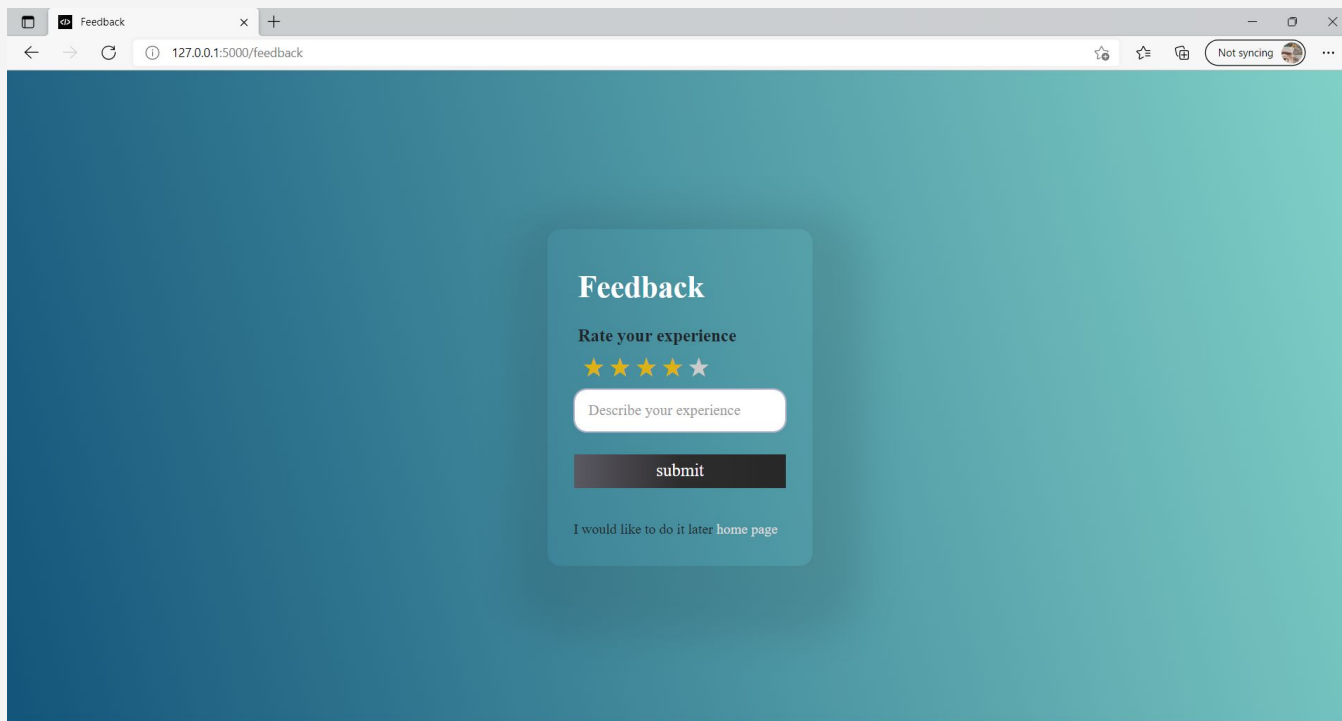 Feedback
127.0.0.1:5000/feedback
Not syncing
Feedback
Rate your experience
Describe your experience
submit
I would like to do it later home page